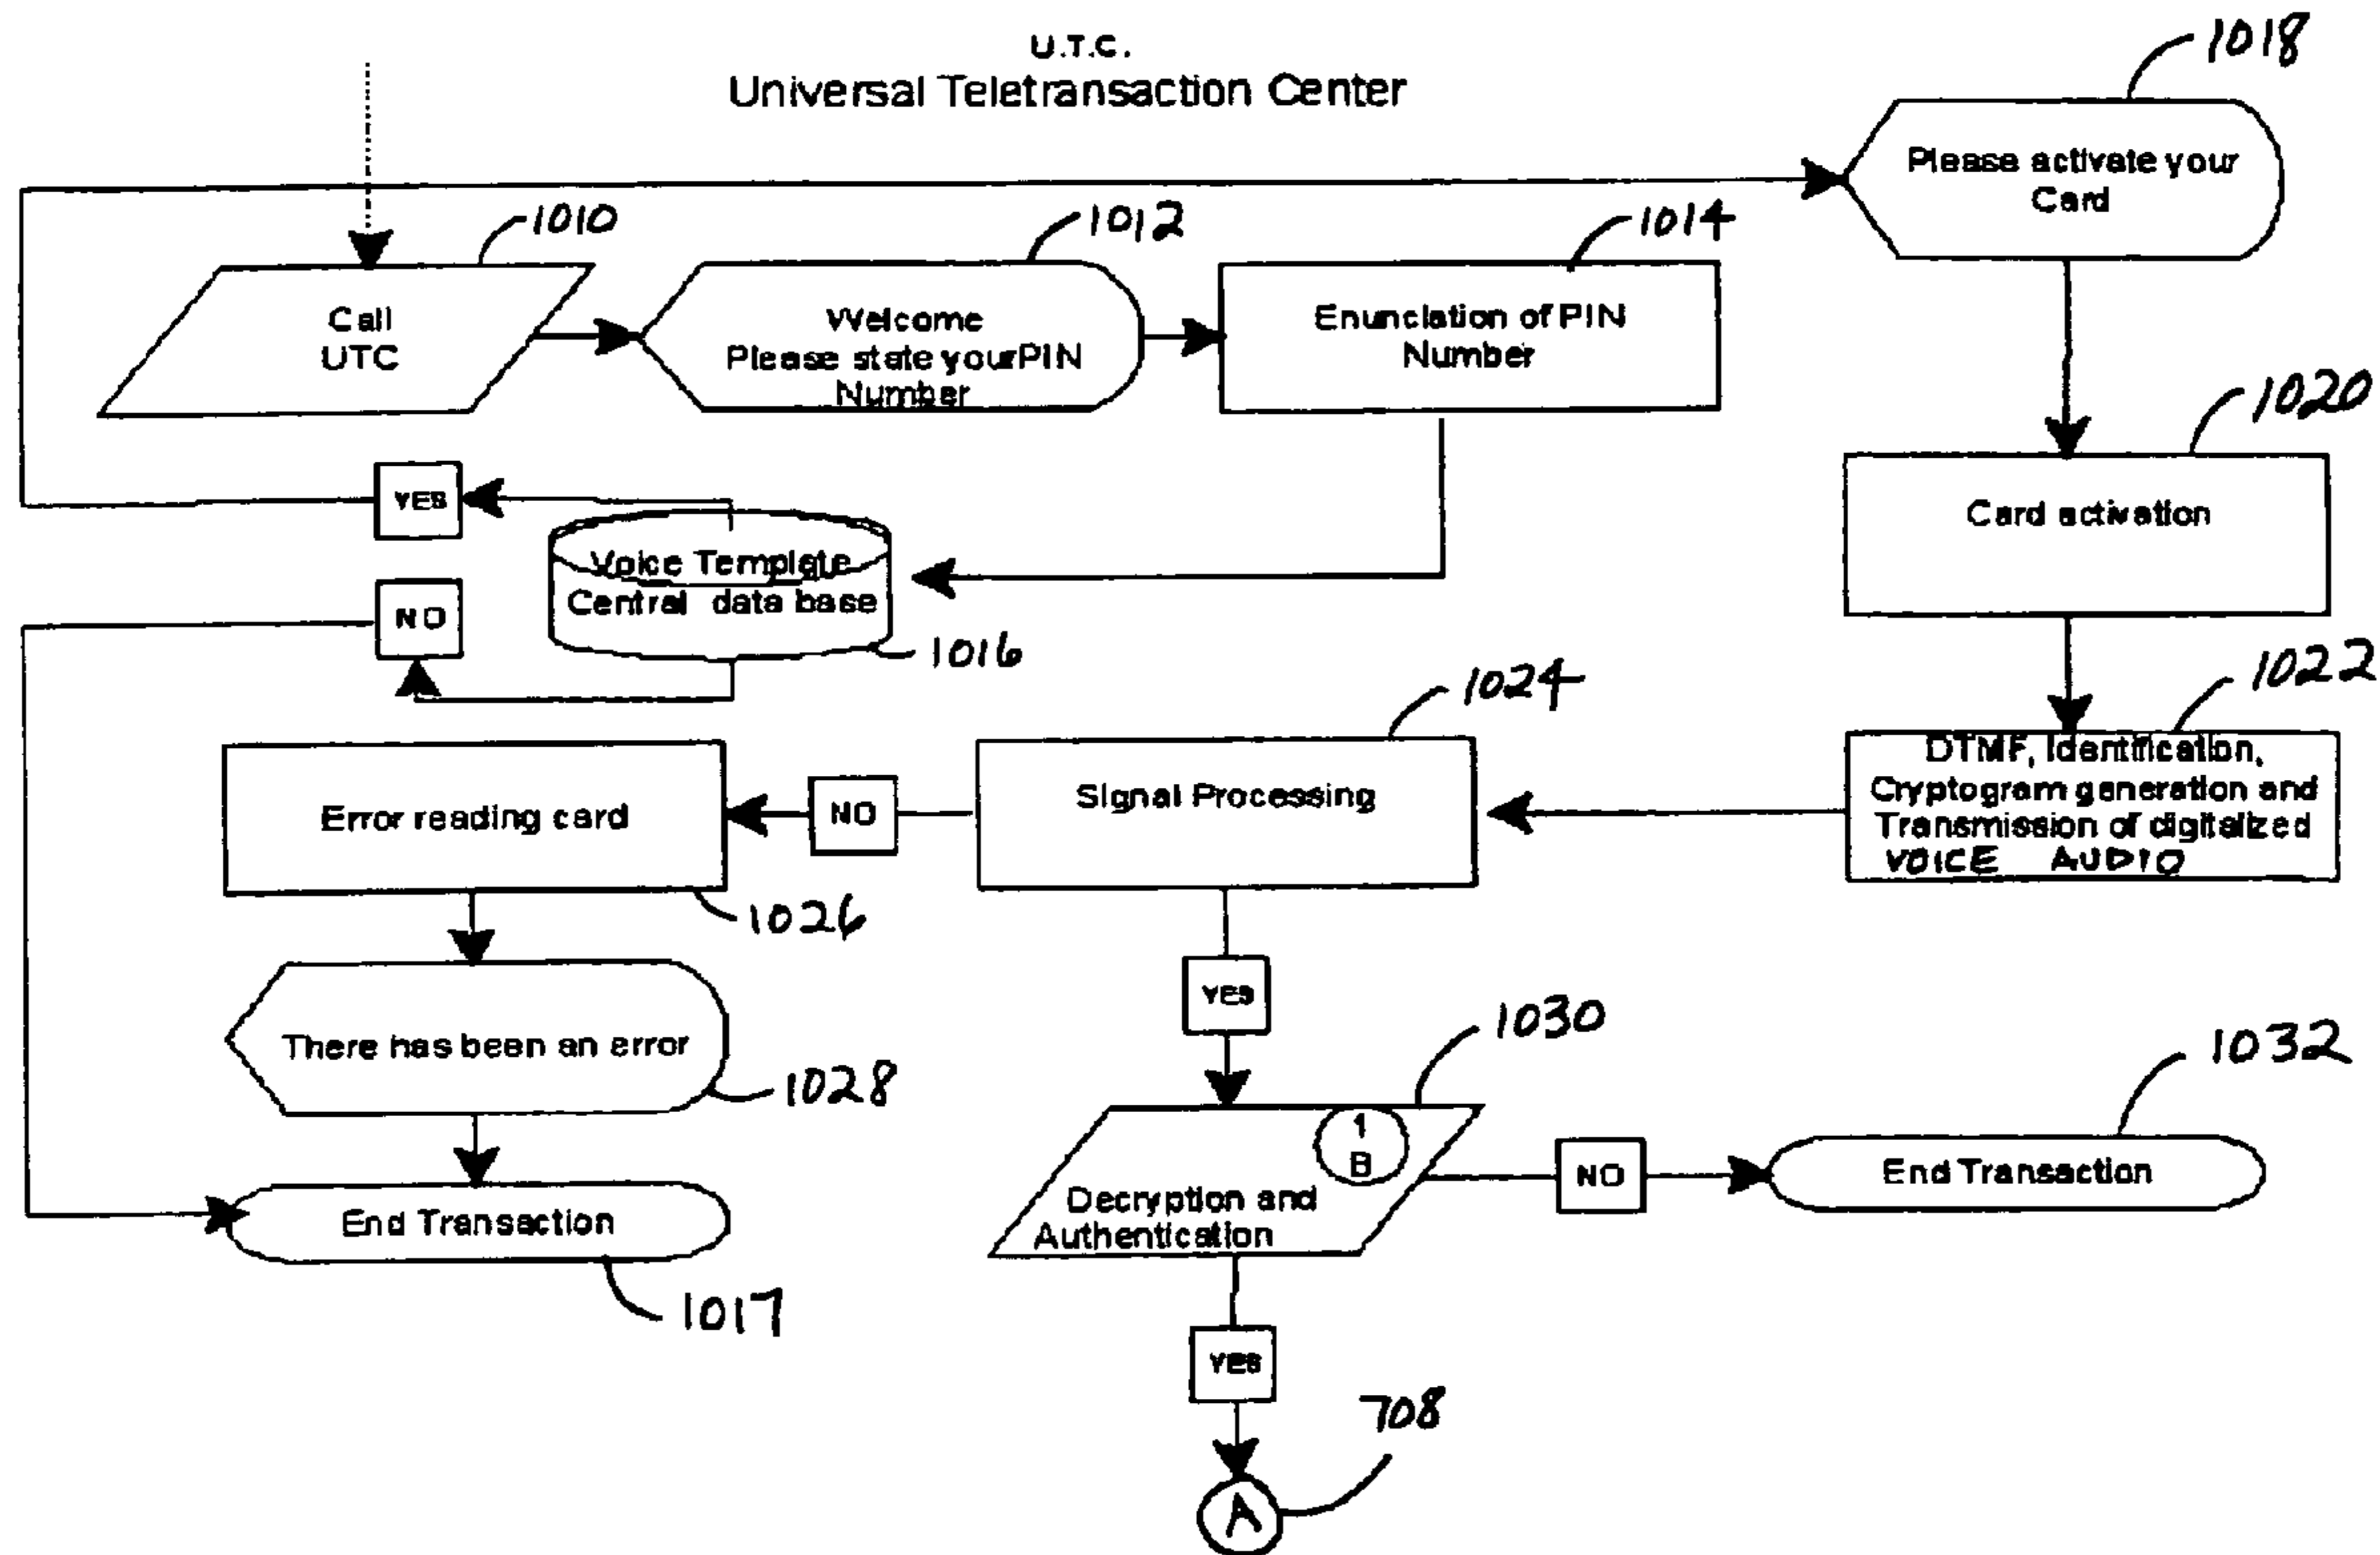 U.T.C.
Universal Teletransaction Center
1018
Please activate your
Card
1010
1012
1014
Call
UTC
Welcome
Please state your PIN
Number
Enunciation of PIN
Number
1020
Card activation
YES
NO
Voice Template
Central data base
1016
1024
1022
Error reading card
NO
Signal Processing
DTMF, Identification,
Cryptogram generation and
Transmission of digitalized
VOICE AUDIO
1026
There has been an error
1028
YES
1030
1032
1
B
Decryption and
Authentication
NO
End Transaction
End Transaction
1017
YES
708
A